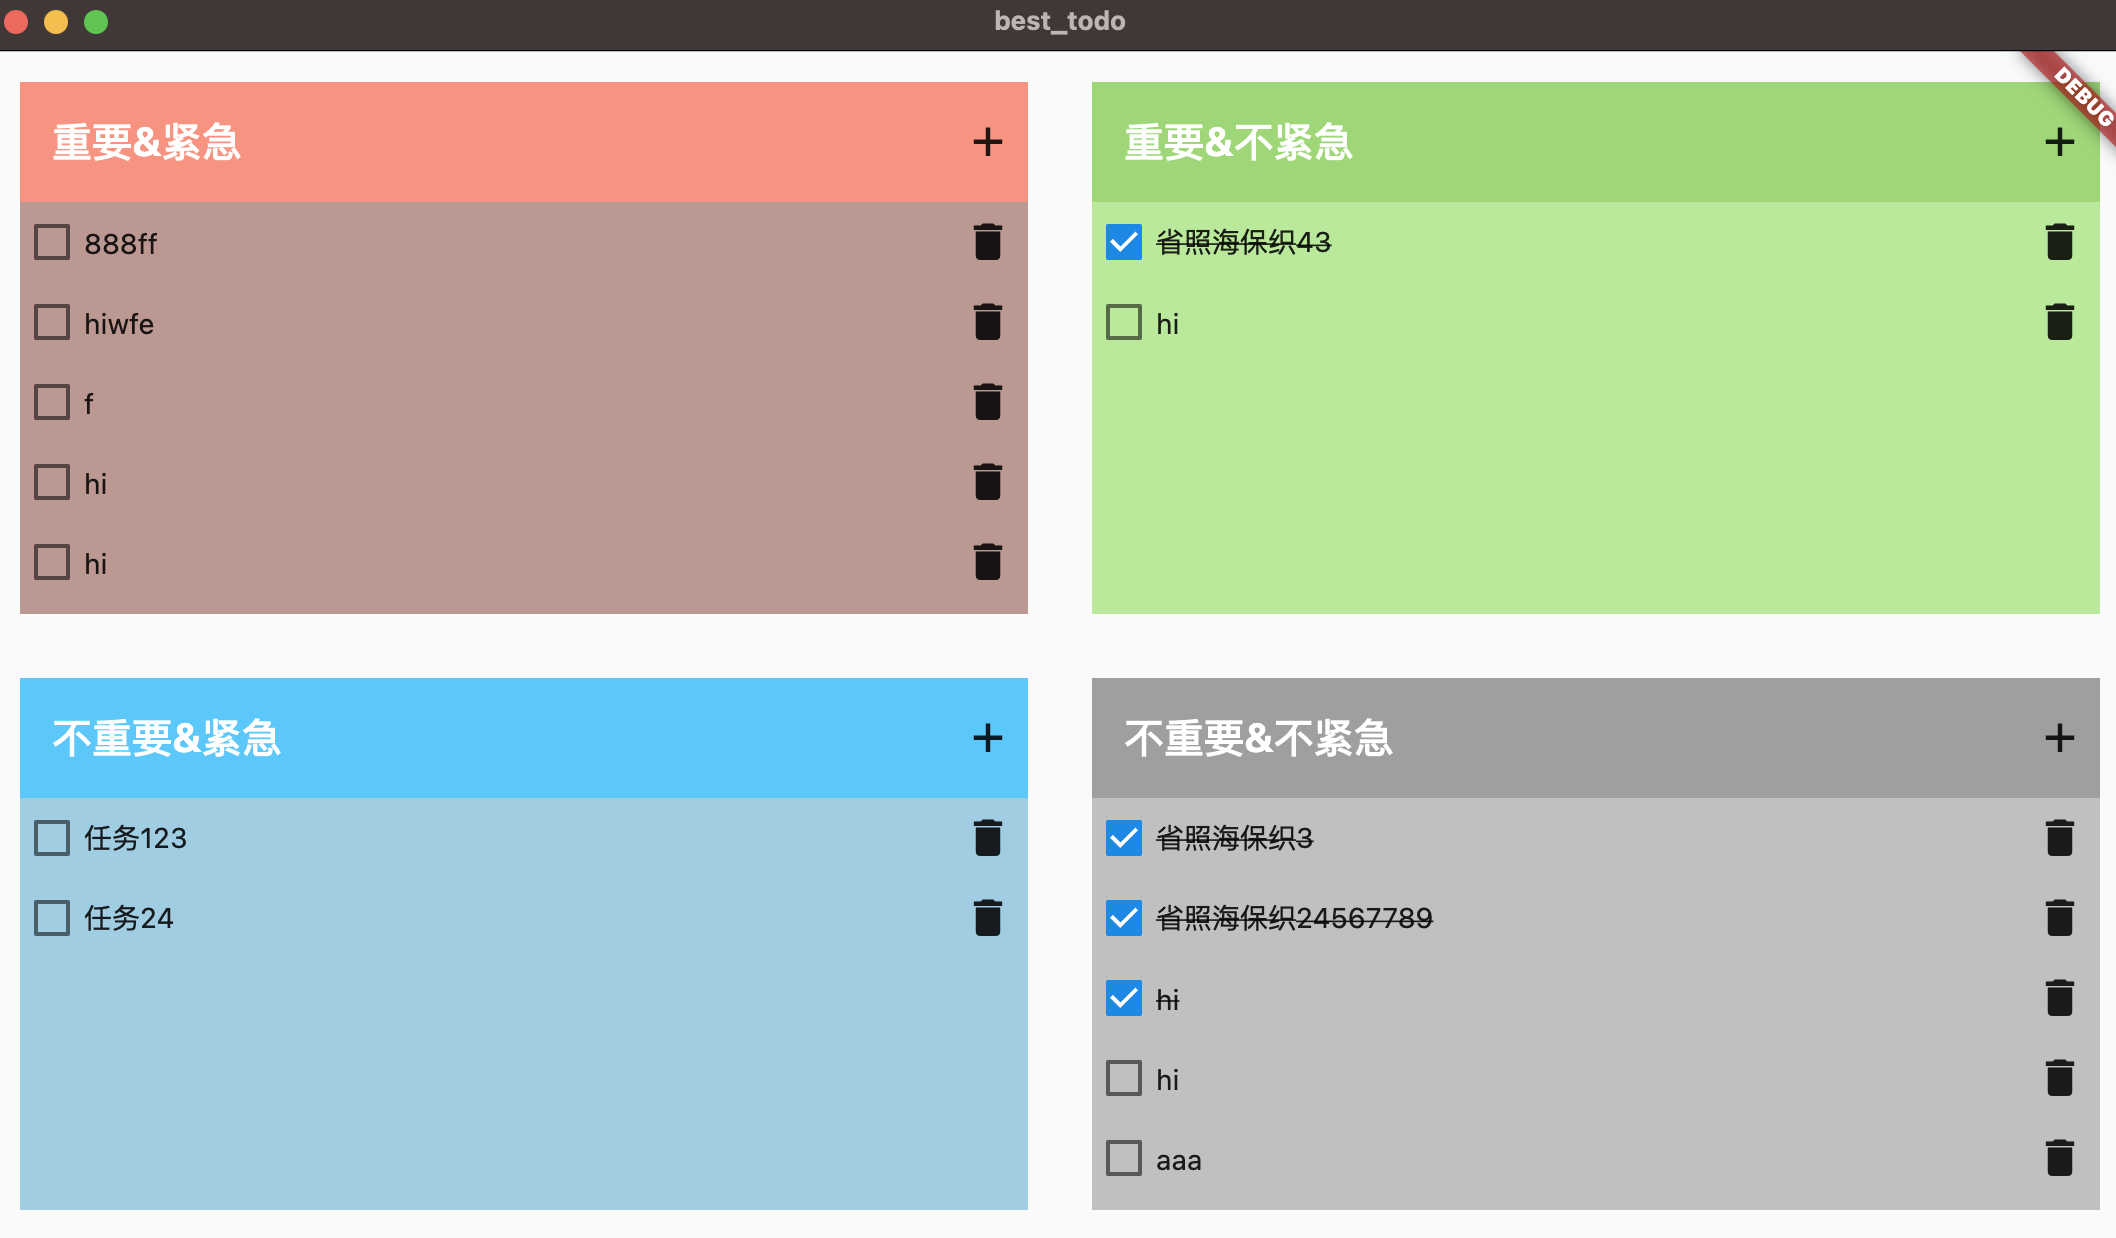 best_todo
DEBUG
重要&紧急
888ff
hiwfe
f
hi
hi
重要&不紧急
省照海保织43
hi
不重要&紧急
任务123
任务24
不重要&不紧急
省照海保织3
省照海保织24567789
hi
hi
aaa